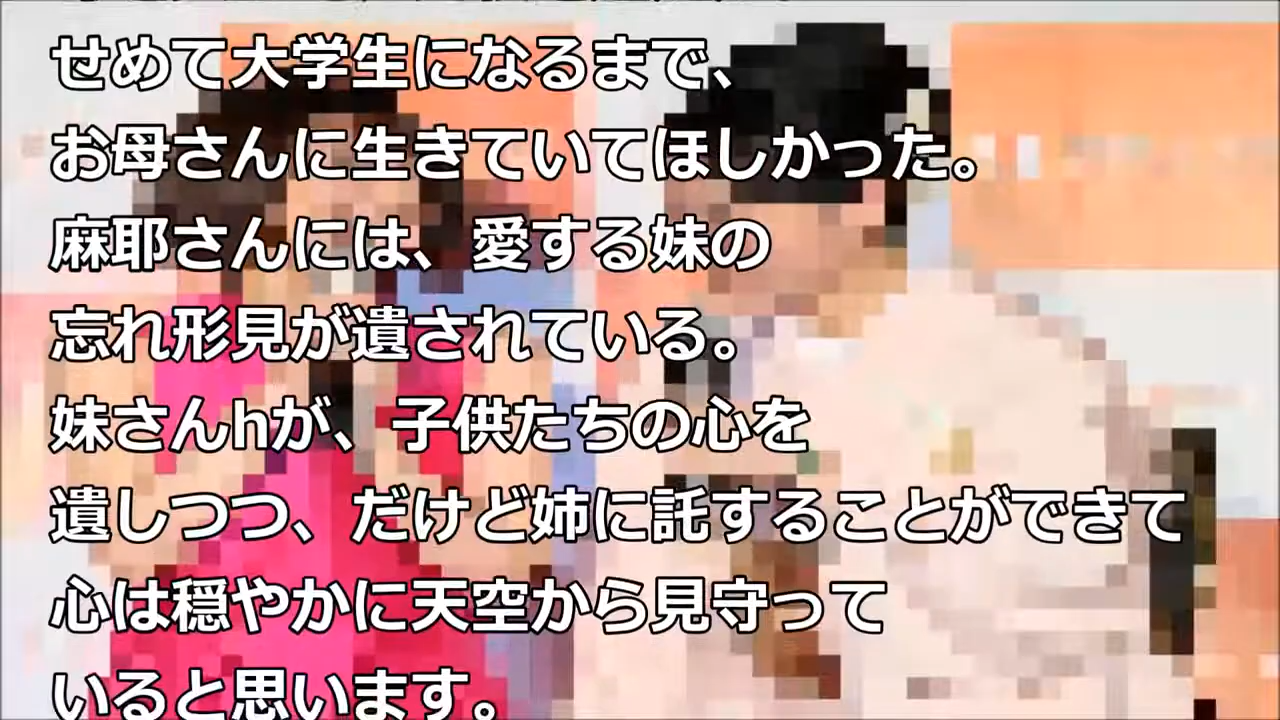 せめて大学生になるまで、
お母さんに生きていてほしかった。
麻耶さんには、愛する妹の
忘れ形見が遺されている。
妹さんhが、子供たちの心を
遺しつつ、だけど姉に託することができて
心は穏やかに天空から見守って
いると思います。